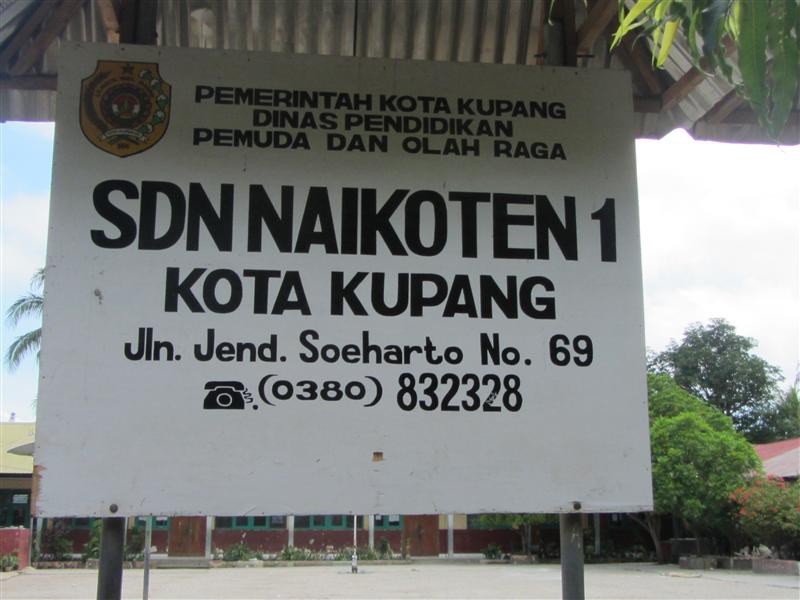 PEMERINTAH KOTA KUPANG
DINAS PENDIDIKAN
PEMUDA DAN OLAH RAGA
SDN NAIKOTEN 1
KOTA KUPANG
Jln. Jend. Soeharto No. 69
(0380) 832328